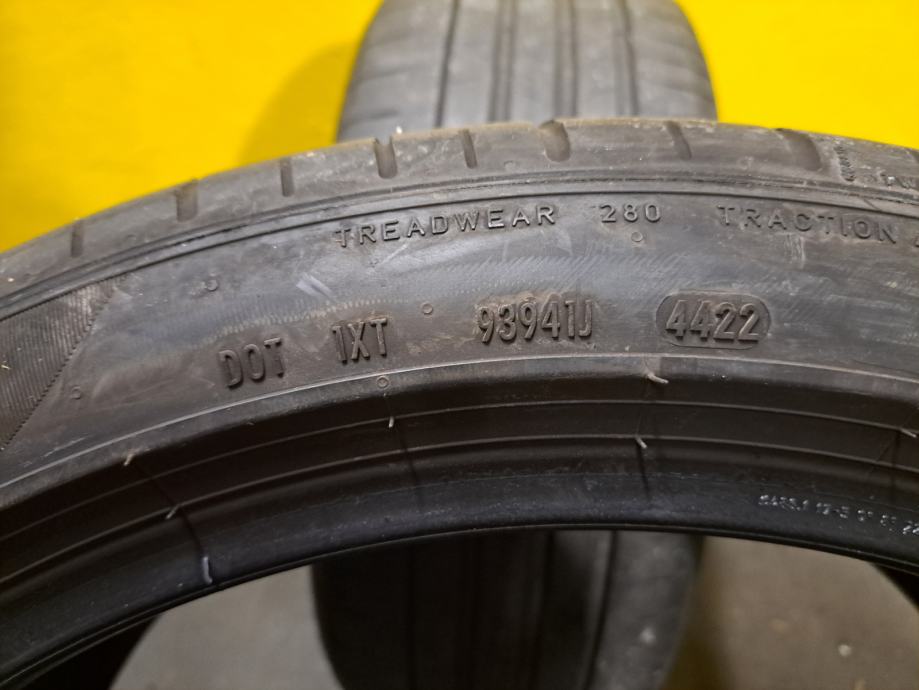 TREADWEAR 280 TRACTION
DOT 1XT 93941J 4422